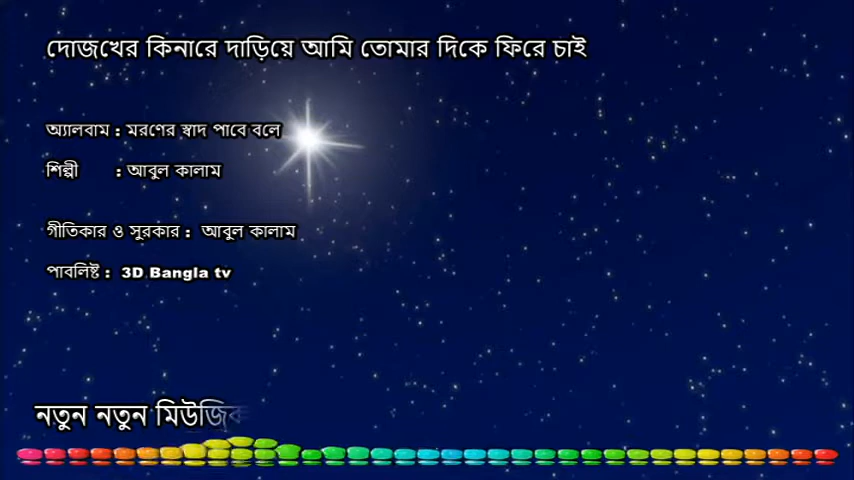 দোজখের কিনারে দাড়িয়ে আমি তোমার দিকে ফিরে চাই
অ্যালবাম : মরণের স্বাদ পাবে বলে
শিল্পী : আবুল কালাম
গীতিকার ও সুরকার : আবুল কালাম
পাবলিষ্ট : 3D Bangla tv
নতুন নতুন মিউজিক